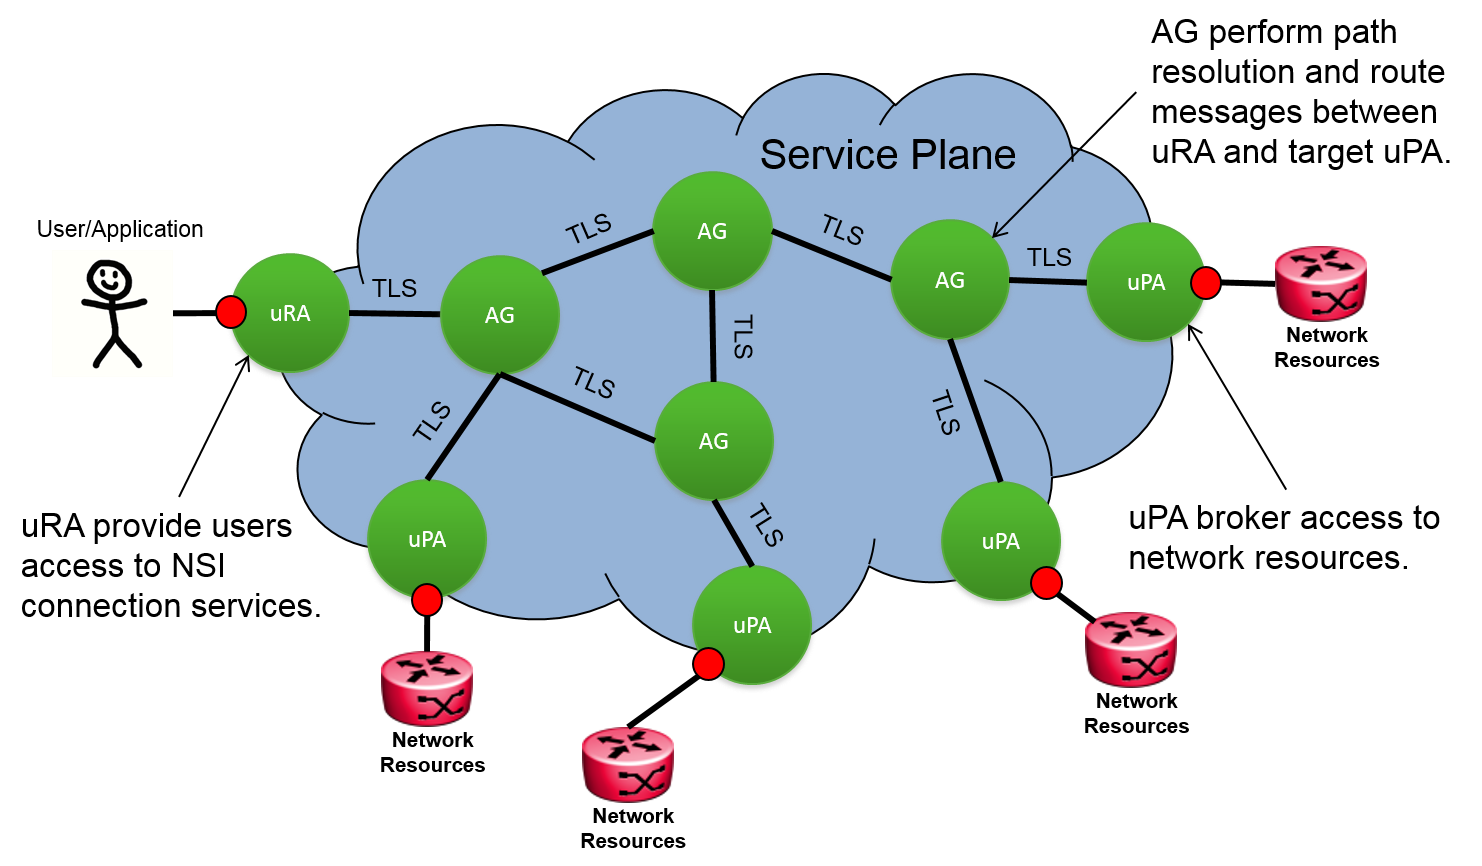 AG perform path
resolution and route
messages between
uRA and target uPA.
Service Plane
User/Application
TLS
AG
TLS
AG
TLS
uPA
uRA
TLS
AG
Network
Resources
TLS
TLS
TLS
TLS
AG
TLS
uRA provide users
access to NSI
connection services.
uPA
TLS
uPA
uPA broker access to
network resources.
uPA
Network
Resources
Network
Resources
Network
Resources